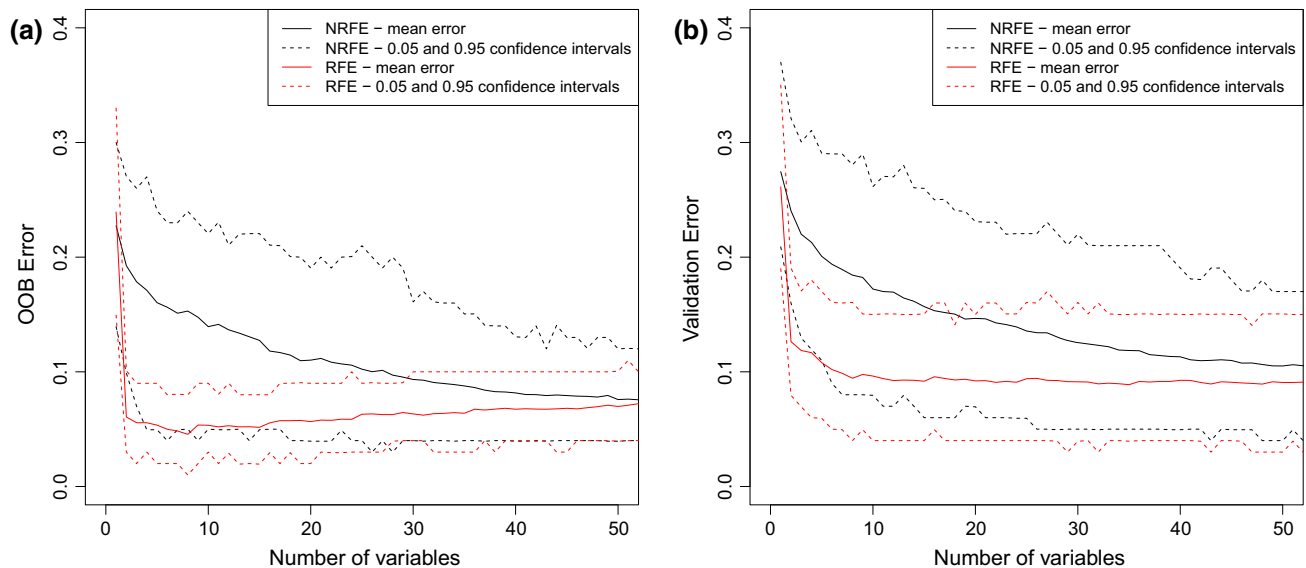 (a)
NRFE − mean error
NRFE − 0.05 and 0.95 confidence intervals
RFE − mean error
RFE − 0.05 and 0.95 confidence intervals
OOB Error
0.0
0.1
0.2
0.3
0.4
0
10
20
30
40
50
Number of variables
(b)
NRFE − mean error
NRFE − 0.05 and 0.95 confidence intervals
RFE − mean error
RFE − 0.05 and 0.95 confidence intervals
Validation Error
0.0
0.1
0.2
0.3
0.4
0
10
20
30
40
50
Number of variables